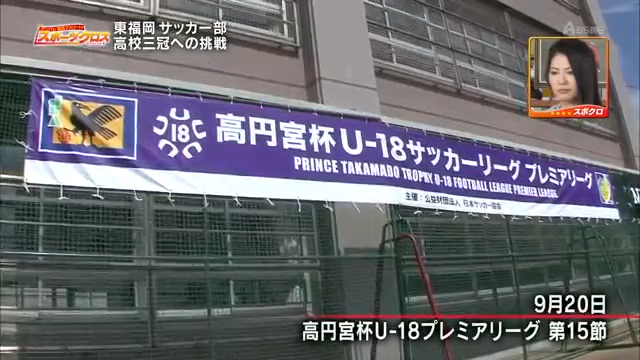 スポーツクロス
東福岡 サッカー部
高校三冠への挑戦
スポクロ
U-18
高円宮杯 U-18サッカーリーグ プレミアリーグ
PRINCE TAKAMADO TROPHY U-18 FOOTBALL LEAGUE PREMIER LEAGUE
主催：公益財団法人 日本サッカー協会
9月20日
高円宮杯U-18プレミアリーグ 第15節